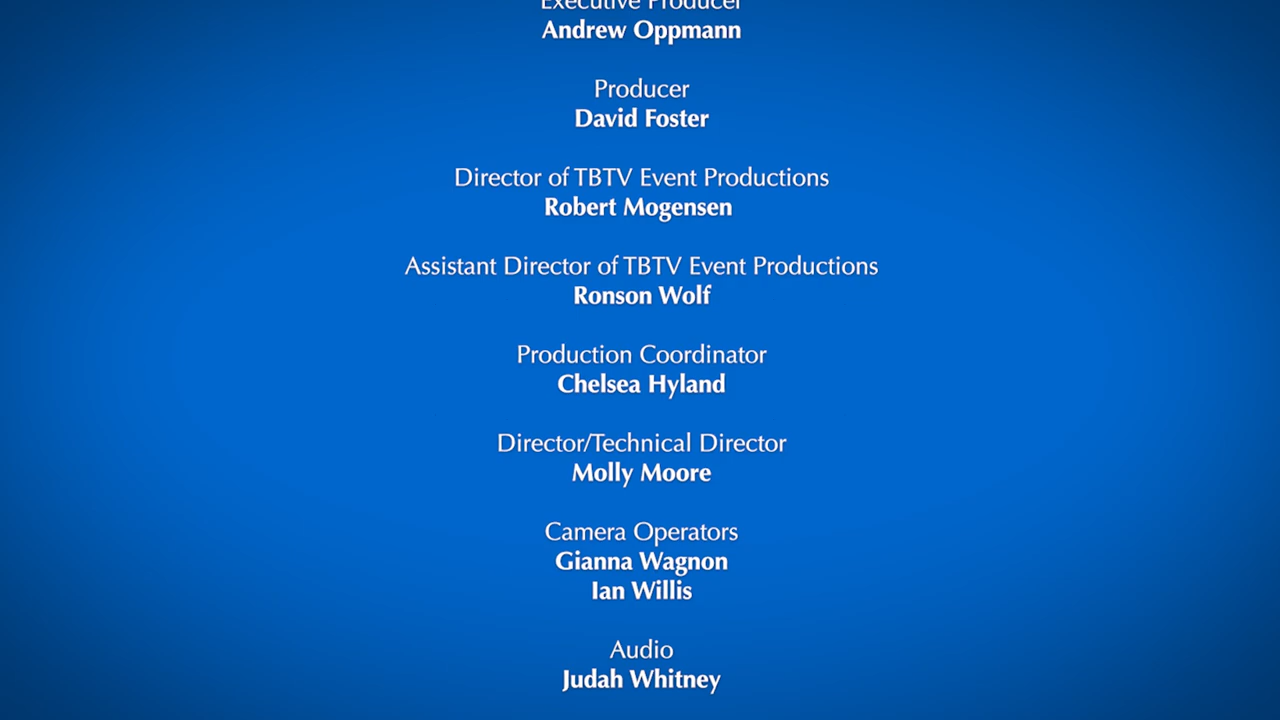 Executive Producer
Andrew Oppmann
Producer
David Foster
Director of TBTV Event Productions
Robert Mogensen
Assistant Director of TBTV Event Productions
Ronson Wolf
Production Coordinator
Chelsea Hyland
Director/Technical Director
Molly Moore
Camera Operators
Gianna Wagnon
Ian Willis
Audio
Judah Whitney